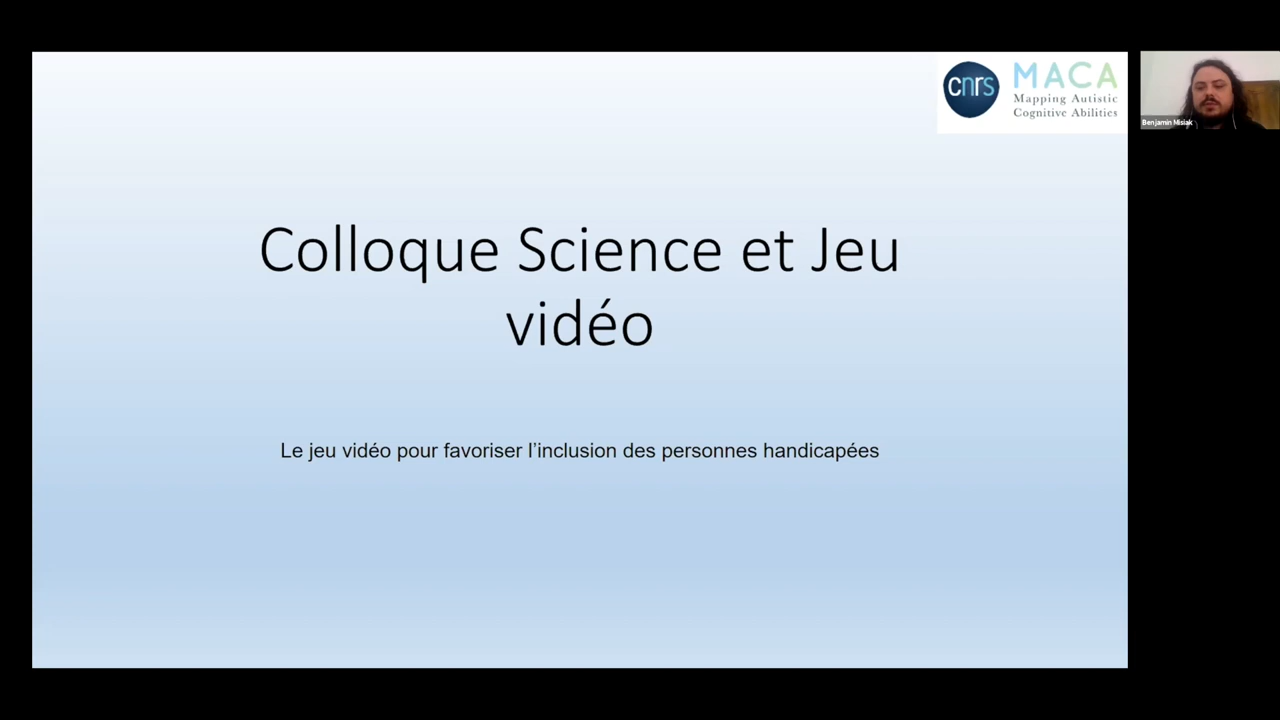 cnrs
MACA
Mapping Autistic
Cognitive Abilities
Benjamin Misiak
Colloque Science et Jeu
vidéo
Le jeu vidéo pour favoriser l’inclusion des personnes handicapées